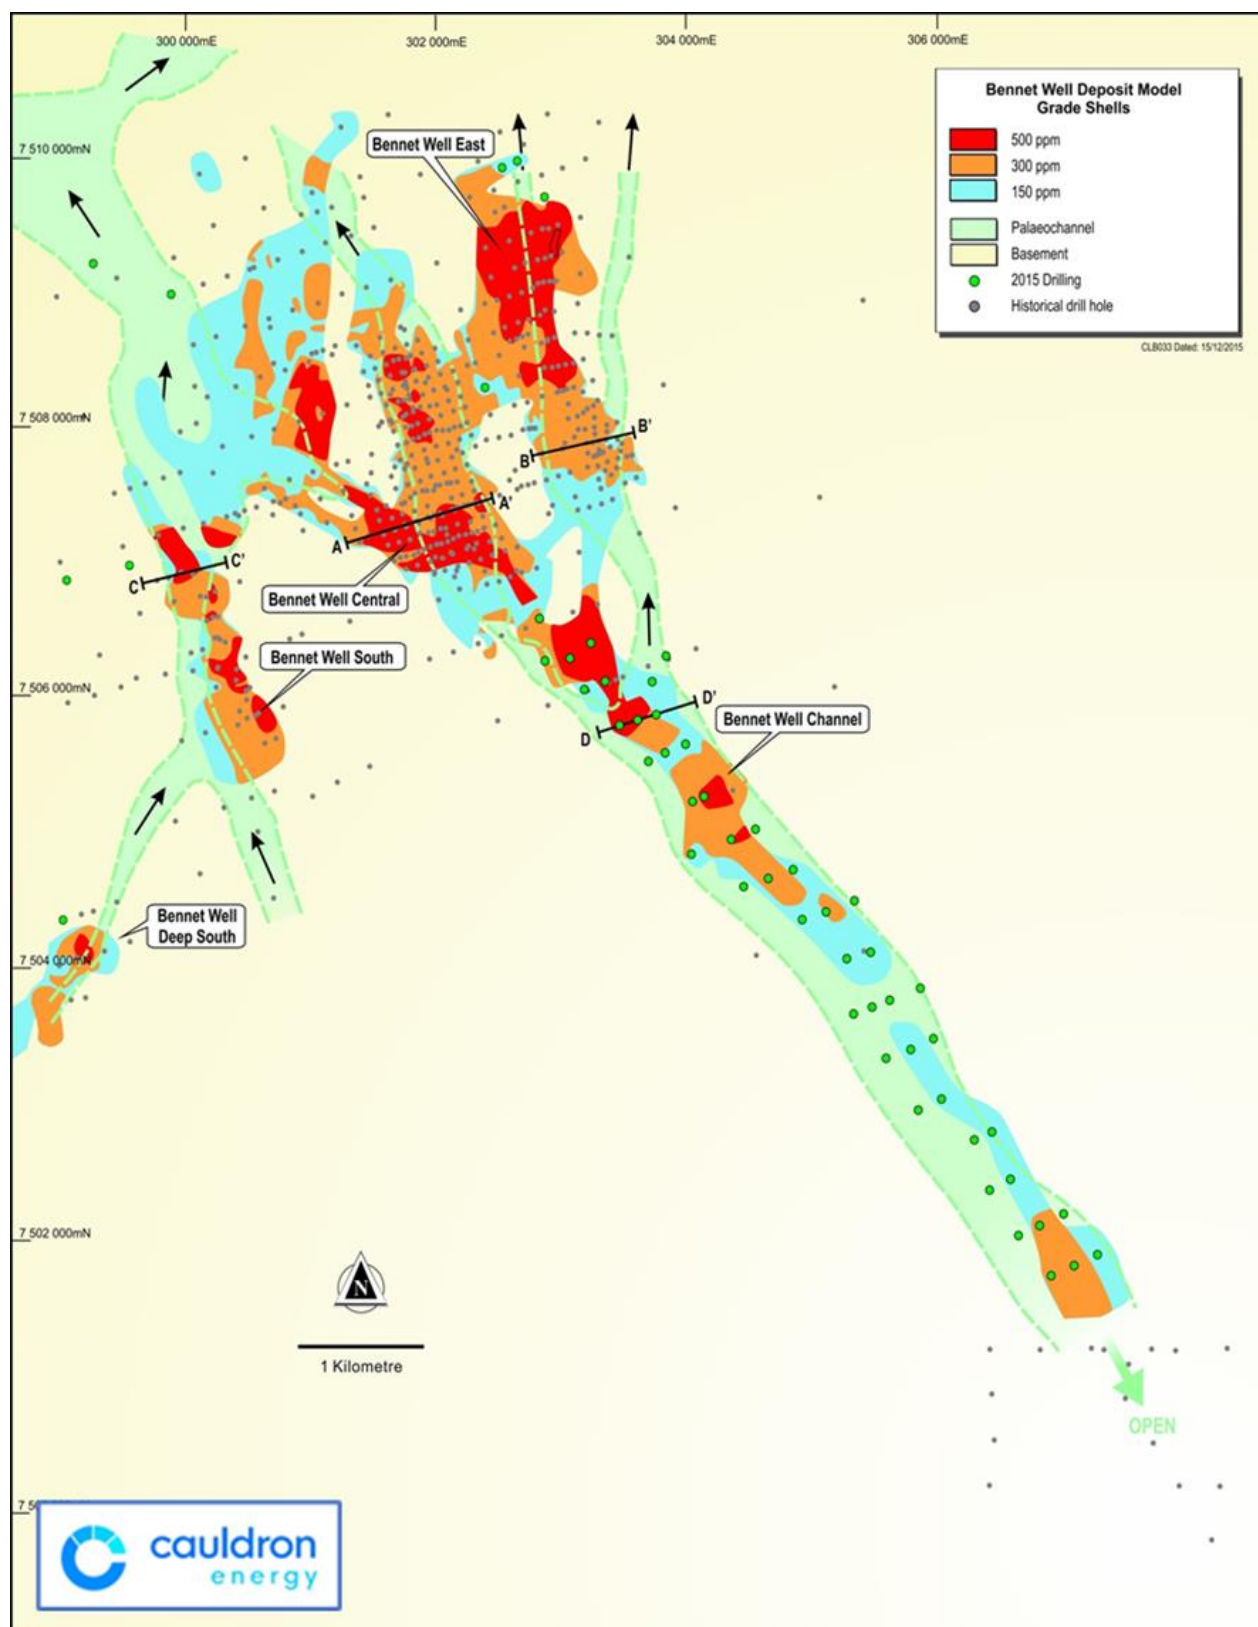 300 000mE
302 000mE
304 000mE
306 000mE
Bennet Well Deposit Model
Grade Shells
500 ppm
300 ppm
150 ppm
Palaeochannel
Basement
2015 Drilling
Historical drill hole
CLB033 Dated: 15/12/2015
7 510 000mN
Bennet Well East
7 508 000mN
B'
B
A'
A
C'
C
Bennet Well Central
Bennet Well South
7 506 000mN
D'
D
Bennet Well Channel
Bennet Well
Deep South
7 504 000mN
7 502 000mN
N
1 Kilometre
OPEN
cauldron
energy